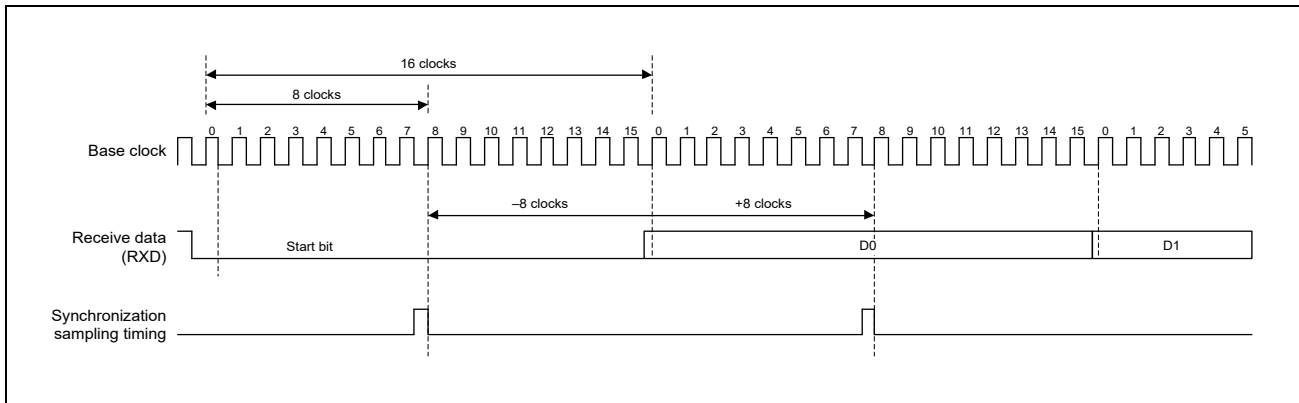 16 clocks
8 clocks
0 1 2 3 4 5 6 7 8 9 10 11 12 13 14 15 0 1 2 3 4 5 6 7 8 9 10 11 12 13 14 15 0 1 2 3 4 5
Base clock
–8 clocks +8 clocks
Receive data
(RXD)
Start bit D0 D1
Synchronization
sampling timing